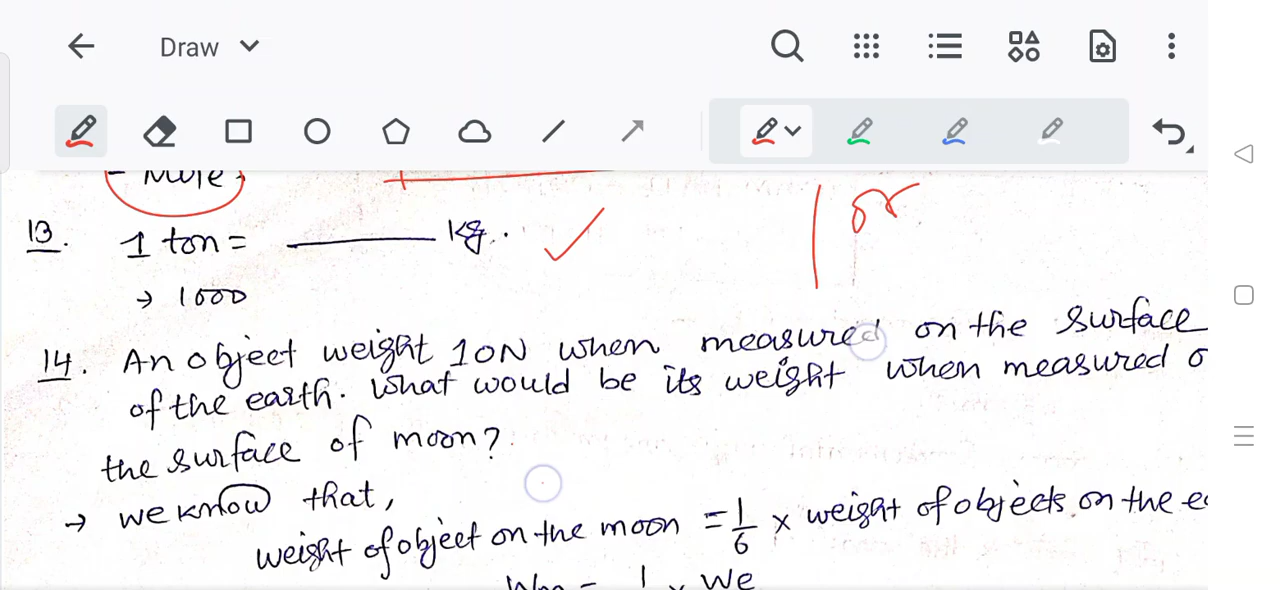 Draw
13. 1 ton = ________ kg.
→ 1000
14. An object weight 10N when measured on the surface
of the earth. What would be its weight when measured o
the surface of moon?
→ we know that,
weight of object on the moon = 1/6 × weight of objects on the e
= 1 × We